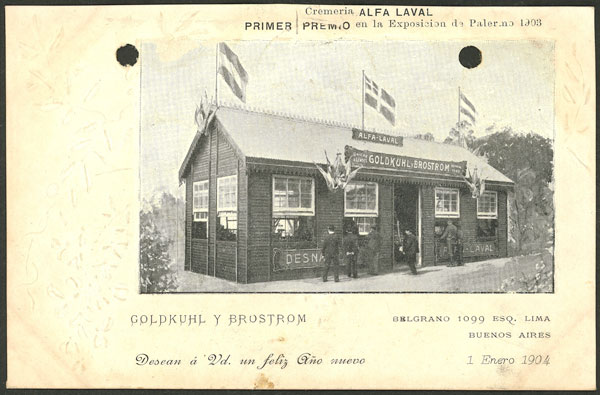 Cremeria ALFA LAVAL
PRIMER PREMIO en la Exposicion de Palermo 1903
ALFA-LAVAL
GOLDKUHL Y BROSTROM
DESNA
LAVAL
GOLDKUHL Y BROSTROM
BELGRANO 1099 ESQ. LIMA
BUENOS AIRES
Desean á Vd. un feliz Año nuevo
1 Enero 1904